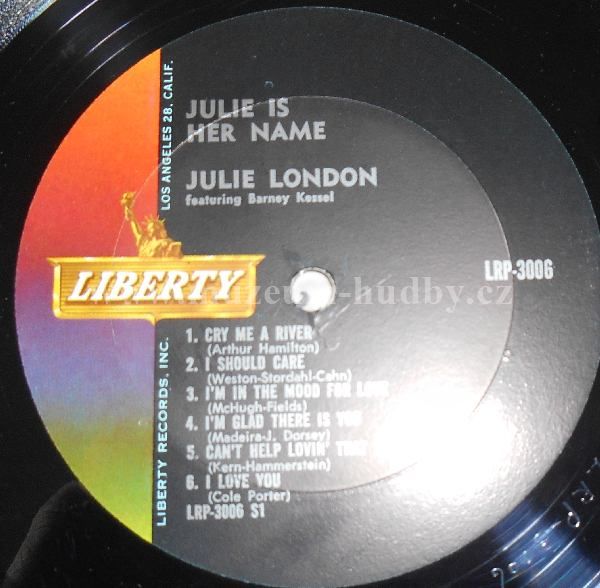 JULIE IS
HER NAME
JULIE LONDON
featuring Barney Kessel
LOS ANGELES 28, CALIF.
LIBERTY
LIBERTY RECORDS, INC.
LRP-3006
1. CRY ME A RIVER
(Arthur Hamilton)
2. I SHOULD CARE
(Weston-Stordahl-Cahn)
3. I'M IN THE MOOD FOR LOVE
(McHugh-Fields)
4. I'M GLAD THERE IS YOU
(Madeira-J. Dorsey)
5. CAN'T HELP LOVIN'
(Kern-Hammerstein)
6. I LOVE YOU
(Cole Porter)
LRP-3006 S1